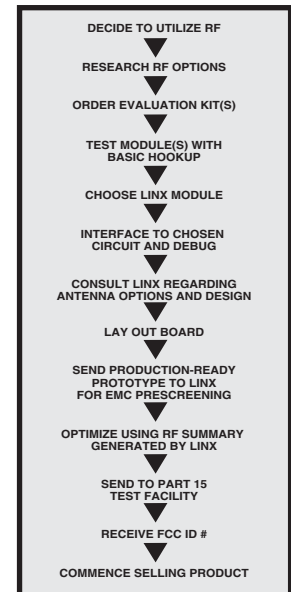 DECIDE TO UTILIZE RF
RESEARCH RF OPTIONS
ORDER EVALUATION KIT(S)
TEST MODULE(S) WITH
BASIC HOOKUP
CHOOSE LINX MODULE
INTERFACE TO CHOSEN
CIRCUIT AND DEBUG
CONSULT LINX REGARDING
ANTENNA OPTIONS AND DESIGN
LAY OUT BOARD
SEND PRODUCTION-READY
PROTOTYPE TO LINX
FOR EMC PRESCREENING
OPTIMIZE USING RF SUMMARY
GENERATED BY LINX
SEND TO PART 15
TEST FACILITY
RECEIVE FCC ID #
COMMENCE SELLING PRODUCT